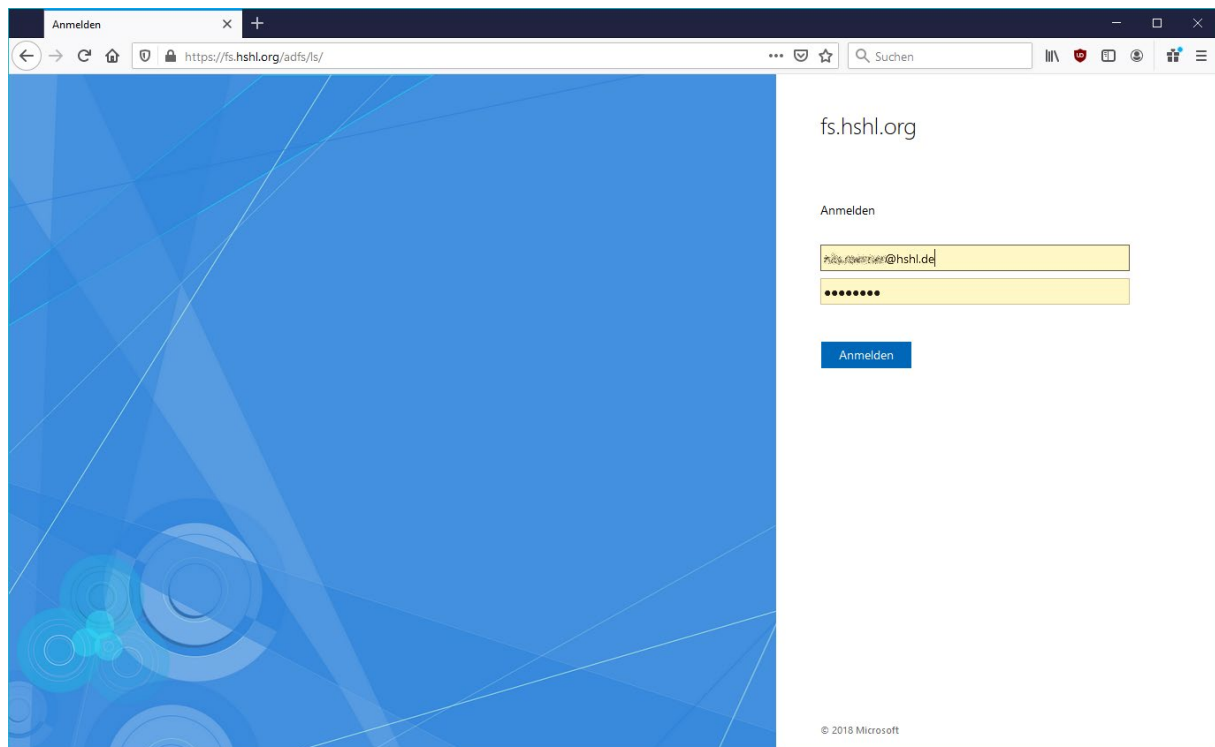 Anmelden
https://fs.hshl.org/adfs/ls/
Suchen
fs.hshl.org
Anmelden
@hshl.de
••••••••
Anmelden
© 2018 Microsoft